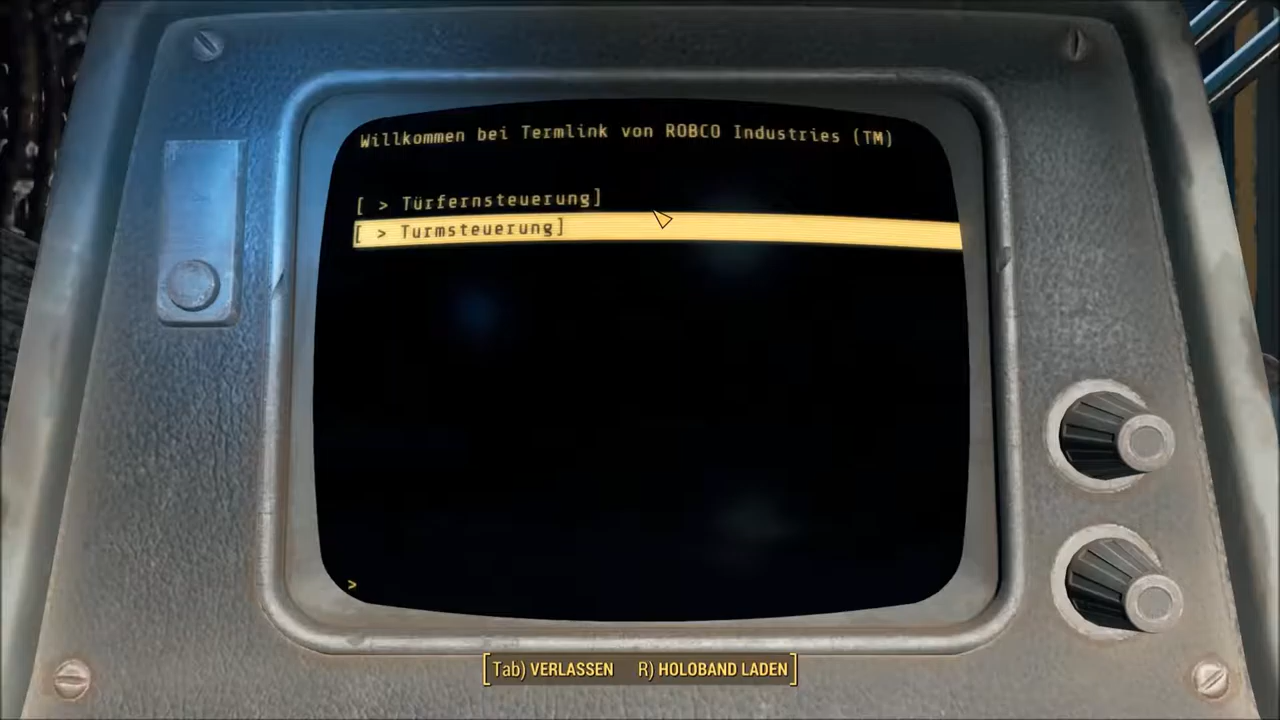 Willkommen bei Termlink von ROBCO Industries (TM)
[ > Türfernsteuerung]
[ > Turmsteuerung]
>
[Tab) VERLASSEN R) HOLOBAND LADEN]